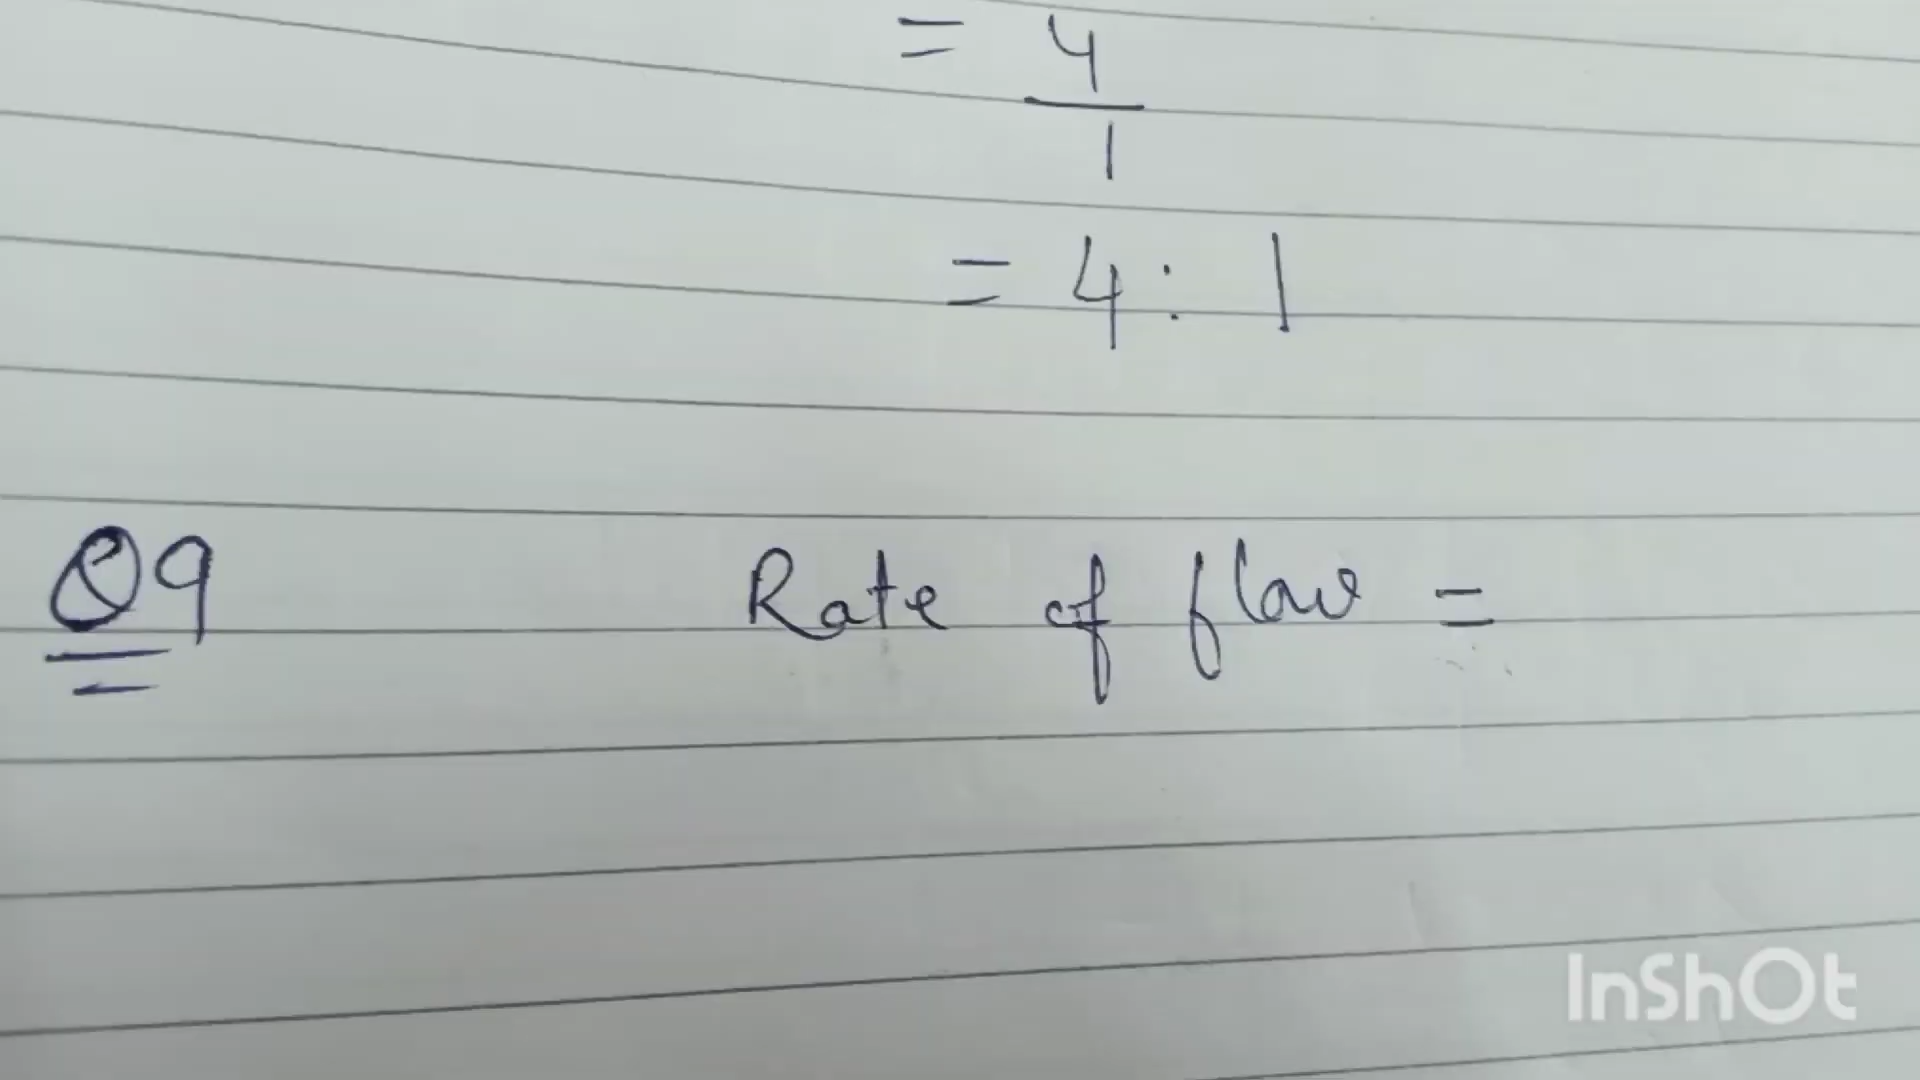 = 4
1
= 4 : 1
Q9 Rate of flow =
InShOt